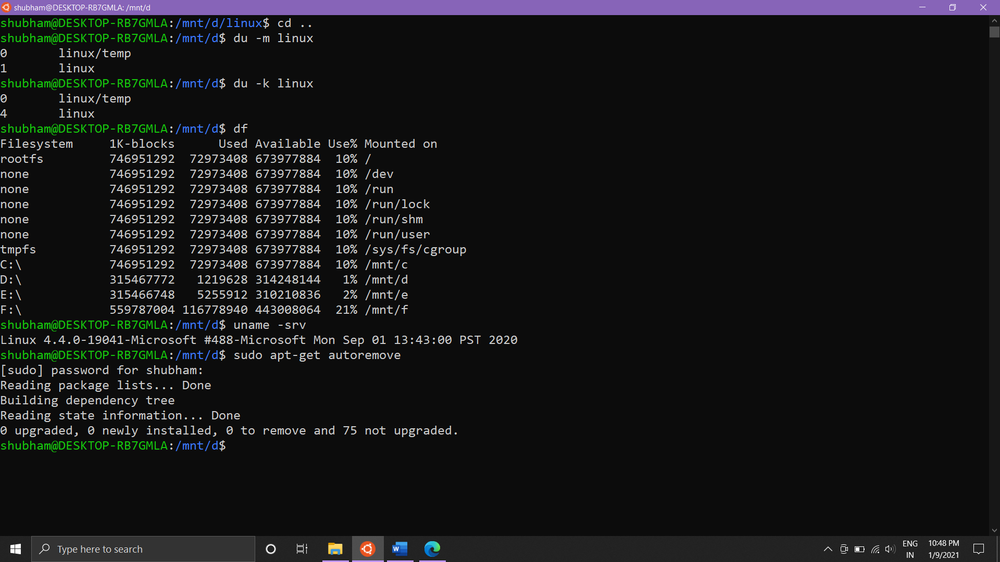 shubham@DESKTOP-RB7GMLA: /mnt/d
shubham@DESKTOP-RB7GMLA:/mnt/d/linux$ cd ..
shubham@DESKTOP-RB7GMLA:/mnt/d$ du -m linux
0       linux/temp
1       linux
shubham@DESKTOP-RB7GMLA:/mnt/d$ du -k linux
0       linux/temp
4       linux
shubham@DESKTOP-RB7GMLA:/mnt/d$ df
Filesystem     1K-blocks      Used Available Use% Mounted on
rootfs         746951292  72973408 673977884  10% /
none           746951292  72973408 673977884  10% /dev
none           746951292  72973408 673977884  10% /run
none           746951292  72973408 673977884  10% /run/lock
none           746951292  72973408 673977884  10% /run/shm
none           746951292  72973408 673977884  10% /run/user
tmpfs          746951292  72973408 673977884  10% /sys/fs/cgroup
C:\            746951292  72973408 673977884  10% /mnt/c
D:\            315467772   1219628 314248144   1% /mnt/d
E:\            315466748   5255912 310210836   2% /mnt/e
F:\            559787004 116778940 443008064  21% /mnt/f
shubham@DESKTOP-RB7GMLA:/mnt/d$ uname -srv
Linux 4.4.0-19041-Microsoft #488-Microsoft Mon Sep 01 13:43:00 PST 2020
shubham@DESKTOP-RB7GMLA:/mnt/d$ sudo apt-get autoremove
[sudo] password for shubham:
Reading package lists... Done
Building dependency tree
Reading state information... Done
0 upgraded, 0 newly installed, 0 to remove and 75 not upgraded.
shubham@DESKTOP-RB7GMLA:/mnt/d$
Type here to search
W
ENG
IN
10:48 PM
1/9/2021